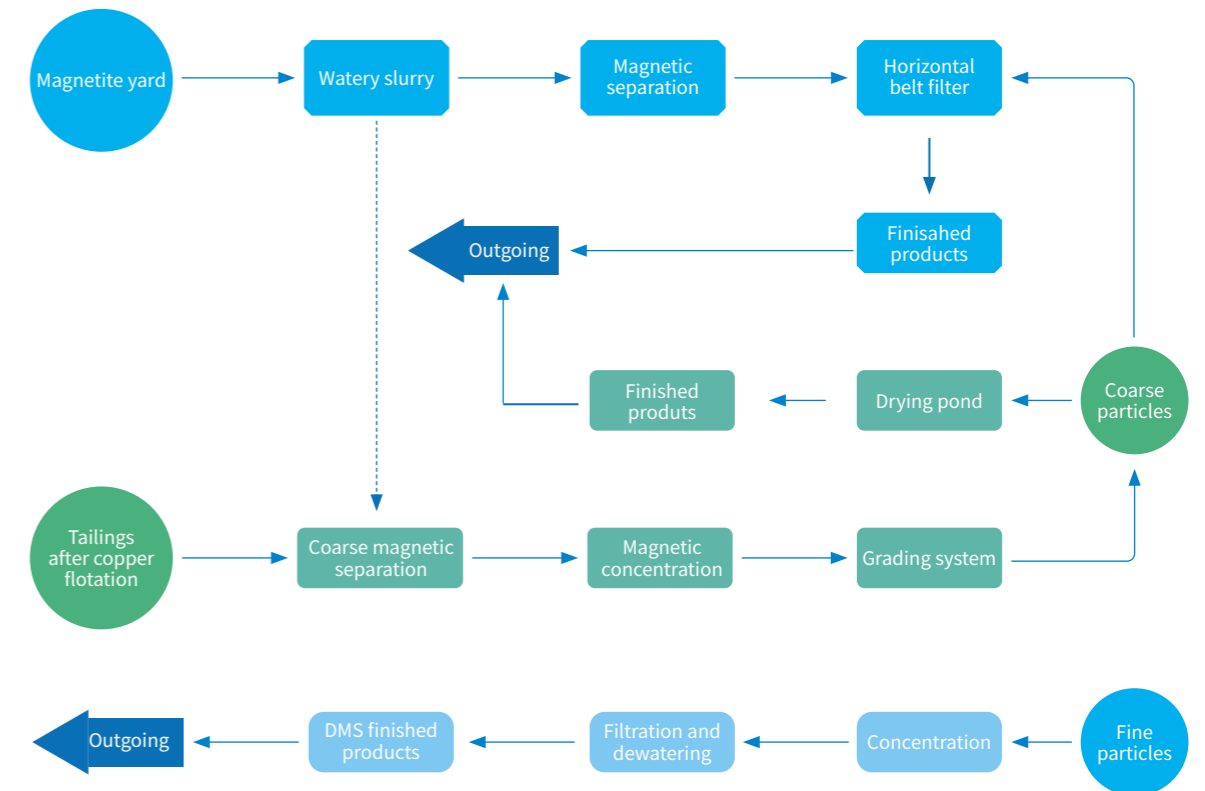 Magnetite yard
Watery slurry
Magnetic
separation
Horizontal
belt filter
Outgoing
Finisahed
products
Finished
produts
Drying pond
Coarse
particles
Tailings
after copper
flotation
Coarse magnetic
separation
Magnetic
concentration
Grading system
Outgoing
DMS finished
products
Filtration and
dewatering
Concentration
Fine
particles